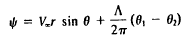 ψ = V∞r sin θ + Λ/2π (θ₁ − θ₂)